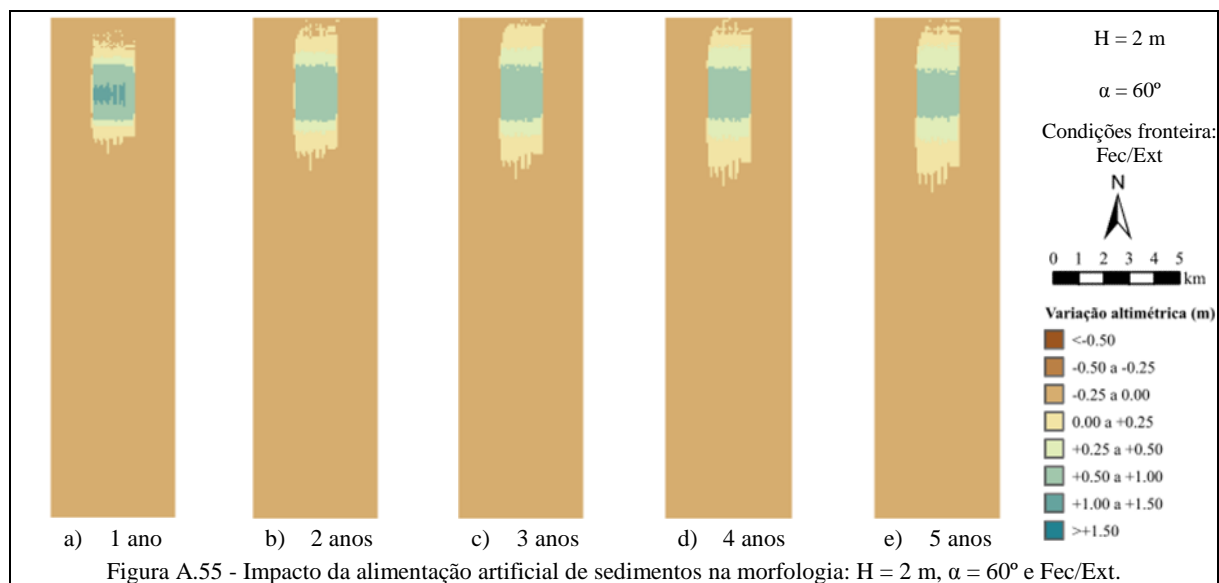 H = 2 m
α = 60º
Condições fronteira:
Fec/Ext
N
0 1 2 3 4 5
km
Variação altimétrica (m)
<-0.50
-0.50 a -0.25
-0.25 a 0.00
0.00 a +0.25
+0.25 a +0.50
+0.50 a +1.00
+1.00 a +1.50
>+1.50
a) 1 ano
b) 2 anos
c) 3 anos
d) 4 anos
e) 5 anos
Figura A.55 - Impacto da alimentação artificial de sedimentos na morfologia: H = 2 m, α = 60º e Fec/Ext.